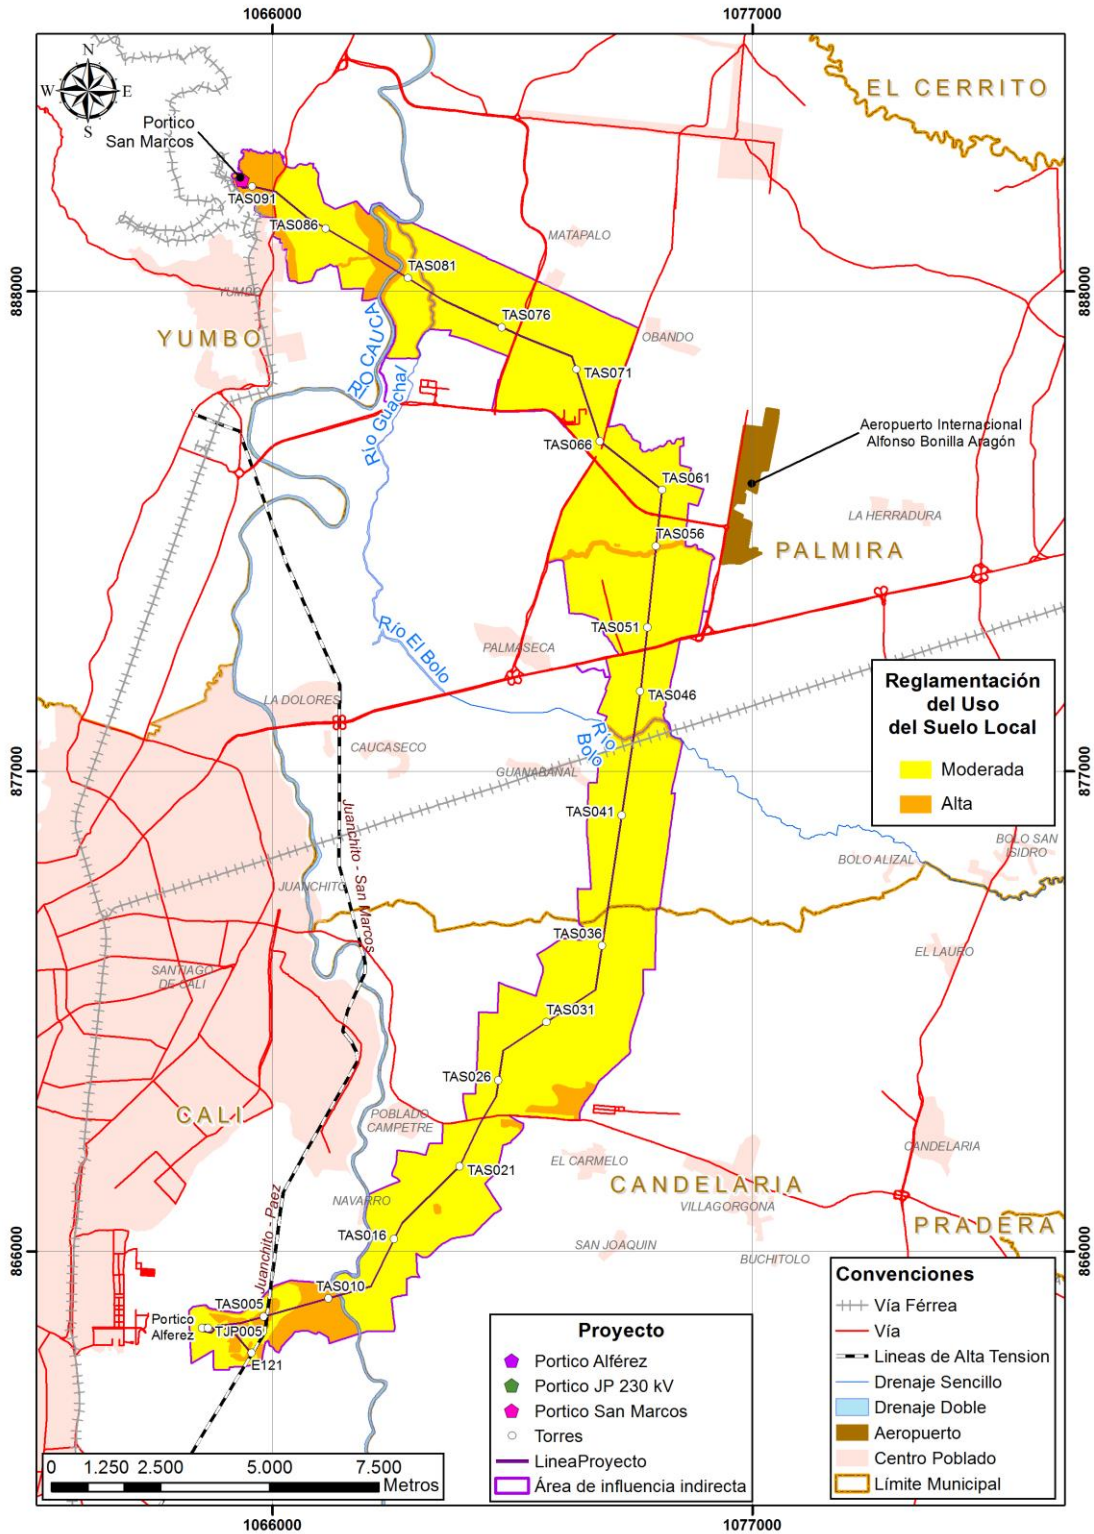 1066000
1077000
N
W
E
S
EL CERRITO
Portico
San Marcos
TAS091
TAS086
MATAPALO
TAS081
888000
888000
YUMBO
YUMBO
RÍO CAUCA
TAS076
OBANDO
Río Guachal
TAS071
Aeropuerto Internacional
Alfonso Bonilla Aragón
TAS066
TAS061
LA HERRADURA
TAS056
PALMIRA
TAS051
Río El Bolo
PALMASECA
Reglamentación
del Uso
del Suelo Local
Moderada
Alta
TAS046
LA DOLORES
Río
Bolo
CAUCASECO
877000
877000
GUANABANAL
Juanchito - San Marcos
TAS041
BOLO SAN
ISIDRO
BOLO ALIZAL
JUANCHITO
TAS036
EL LAURO
SANTIAGO
DE CALI
TAS031
TAS026
CALI
POBLADO
CAMPETRE
CANDELARIA
EL CARMELO
TAS021
CANDELARIA
VILLAGORGONA
NAVARRO
PRADERA
TAS016
SAN JOAQUIN
BUCHITOLO
866000
866000
Juanchito - Paez
TAS010
TAS005
Portico
Alferez
TJP005
E121
Proyecto
Portico Alférez
Portico JP 230 kV
Portico San Marcos
Torres
LineaProyecto
Área de influencia indirecta
Convenciones
Vía Férrea
Vía
Lineas de Alta Tension
Drenaje Sencillo
Drenaje Doble
Aeropuerto
Centro Poblado
Límite Municipal
0 1.250 2.500 5.000 7.500
Metros
1066000
1077000